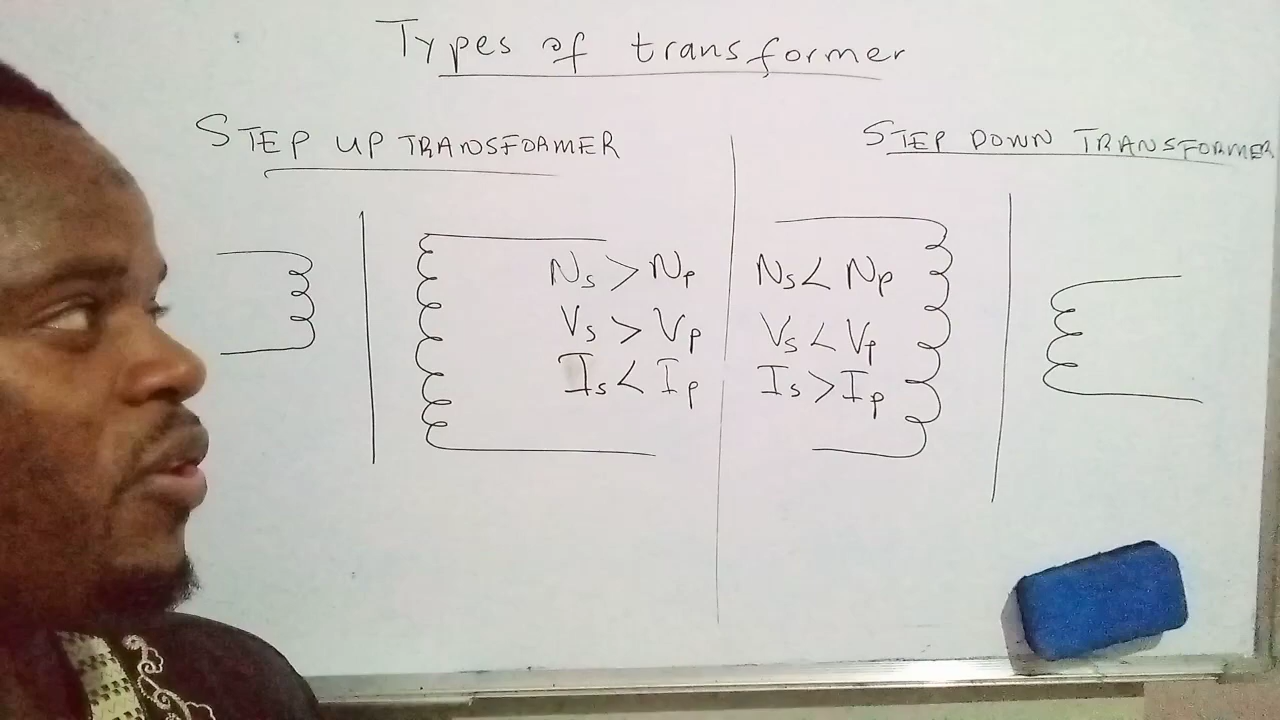 Types of transformer
STEP UP TRANSFORMER
Ns > Np
Vs > Vp
Is < Ip
STEP DOWN TRANSFORMER
Ns < Np
Vs < Vp
Is > Ip